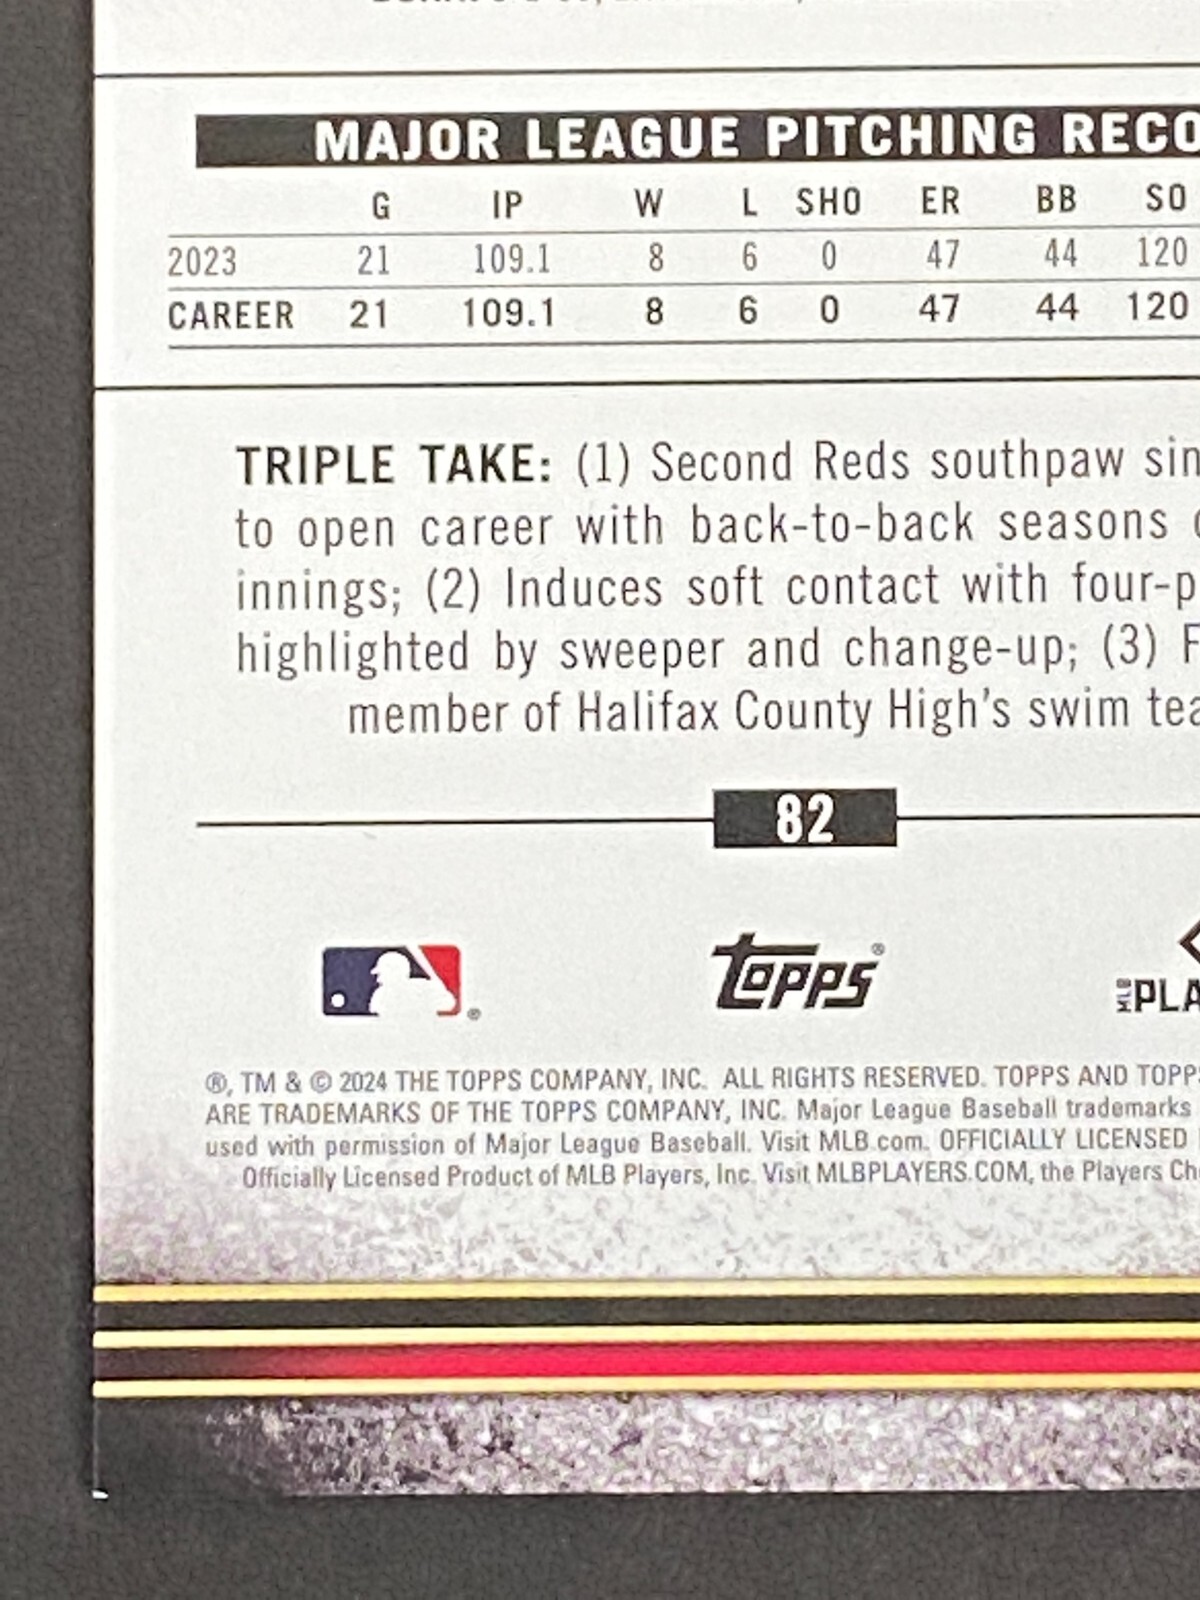 MAJOR LEAGUE PITCHING RECO
G IP W L SHO ER BB SO
2023 21 109.1 8 6 0 47 44 120
CAREER 21 109.1 8 6 0 47 44 120
TRIPLE TAKE: (1) Second Reds southpaw sin
to open career with back-to-back seasons
innings; (2) Induces soft contact with four-p
highlighted by sweeper and change-up; (3) F
member of Halifax County High's swim tea
82
Topps®
®
MLB PLA
®, TM & © 2024 THE TOPPS COMPANY, INC. ALL RIGHTS RESERVED. TOPPS AND TOPPS
ARE TRADEMARKS OF THE TOPPS COMPANY, INC. Major League Baseball trademarks
used with permission of Major League Baseball. Visit MLB.com. OFFICIALLY LICENSED
Officially Licensed Product of MLB Players, Inc. Visit MLBPLAYERS.COM, the Players Ch